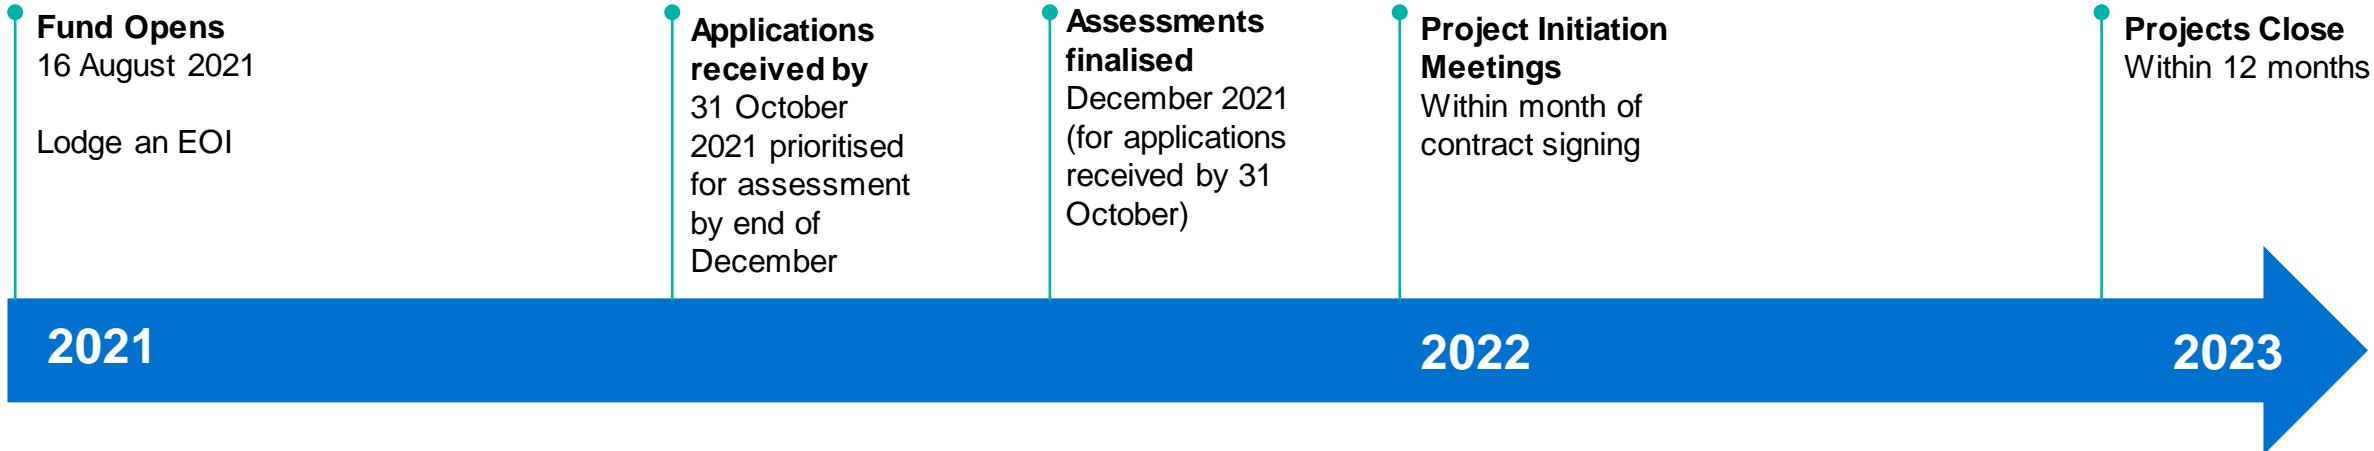 Fund Opens
16 August 2021
Lodge an EOI
Applications
received by
31 October
2021 prioritised
for assessment
by end of
December
Assessments
finalised
December 2021
(for applications
received by 31
October)
Project Initiation
Meetings
Within month of
contract signing
Projects Close
Within 12 months
2021
2022
2023